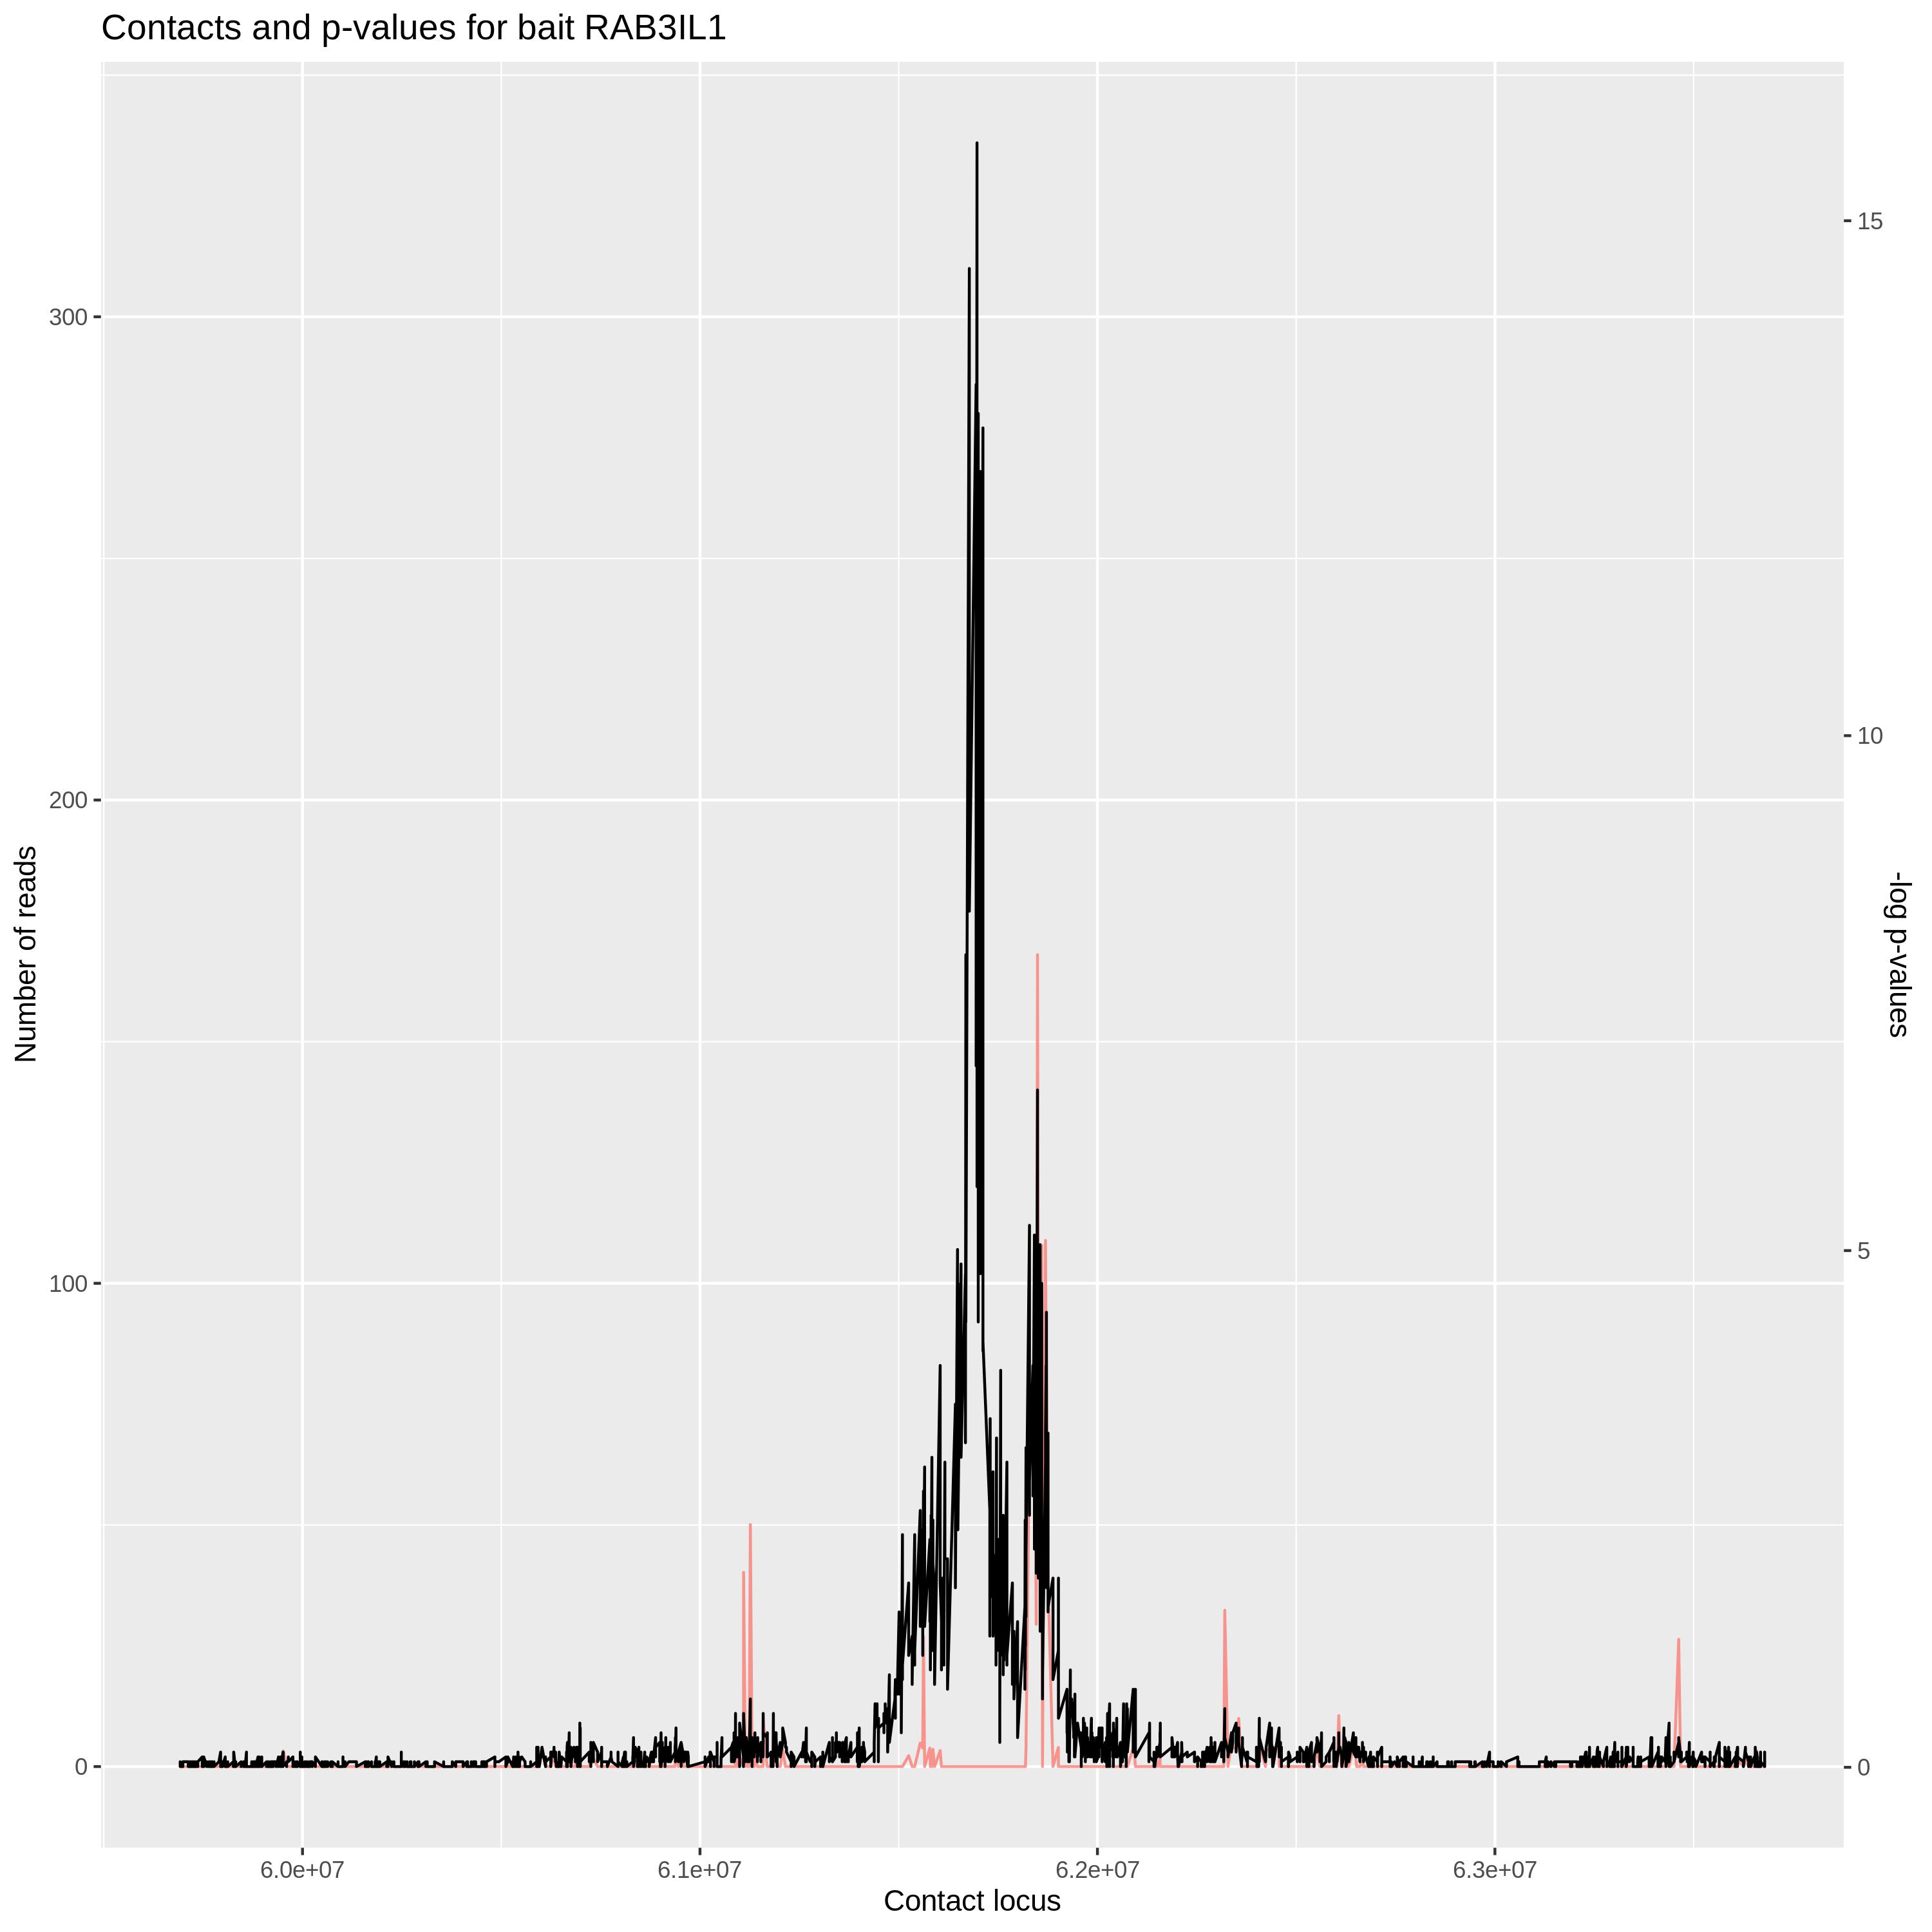 Contacts and p-values for bait RAB3IL1
300
200
100
0
Number of reads
15
10
5
0
-log p-values
6.0e+07
6.1e+07
6.2e+07
6.3e+07
Contact locus